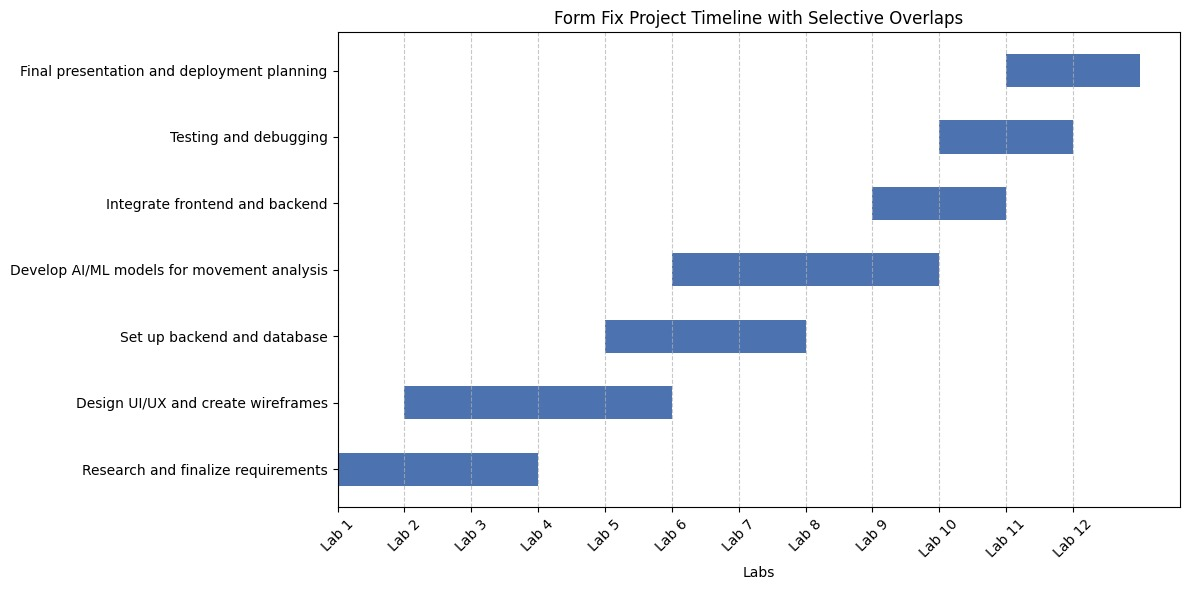 Form Fix Project Timeline with Selective Overlaps
Final presentation and deployment planning
Testing and debugging
Integrate frontend and backend
Develop AI/ML models for movement analysis
Set up backend and database
Design UI/UX and create wireframes
Research and finalize requirements
Lab 1 Lab 2 Lab 3 Lab 4 Lab 5 Lab 6 Lab 7 Lab 8 Lab 9 Lab 10 Lab 11 Lab 12
Labs